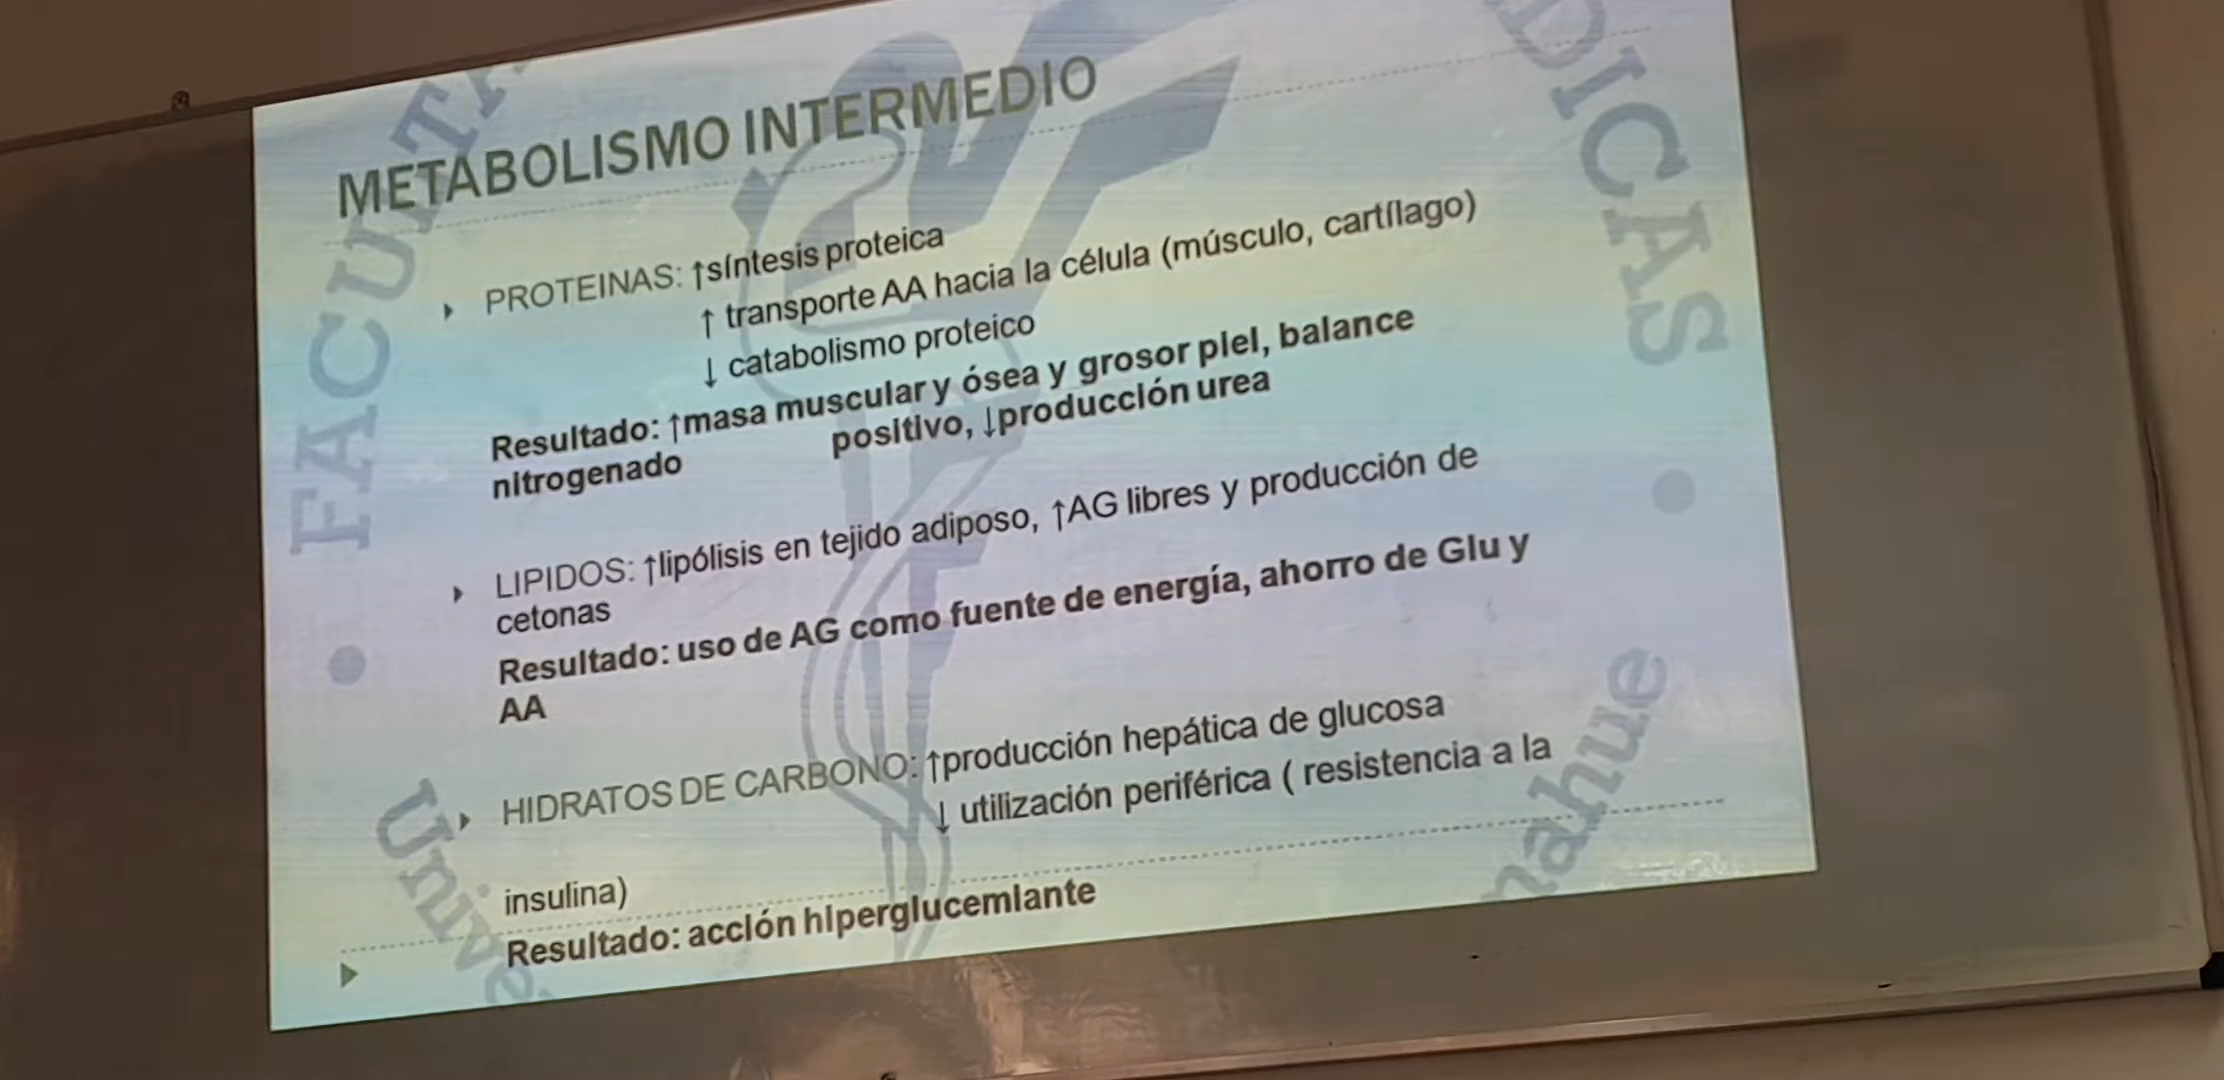 METABOLISMO INTERMEDIO
PROTEINAS: ↑síntesis proteica
↑ transporte AA hacia la célula (músculo, cartílago)
↓ catabolismo proteico
Resultado: ↑masa muscular y ósea y grosor piel, balance
nitrogenado positivo, ↓producción urea
LIPIDOS: ↑lipólisis en tejido adiposo, ↑AG libres y producción de
cetonas
Resultado: uso de AG como fuente de energía, ahorro de Glu y
AA
HIDRATOS DE CARBONO: ↑producción hepática de glucosa
↓ utilización periférica ( resistencia a la
insulina)
Resultado: acción hiperglucemiante
FACULTA
DICAS
Unive
nahue